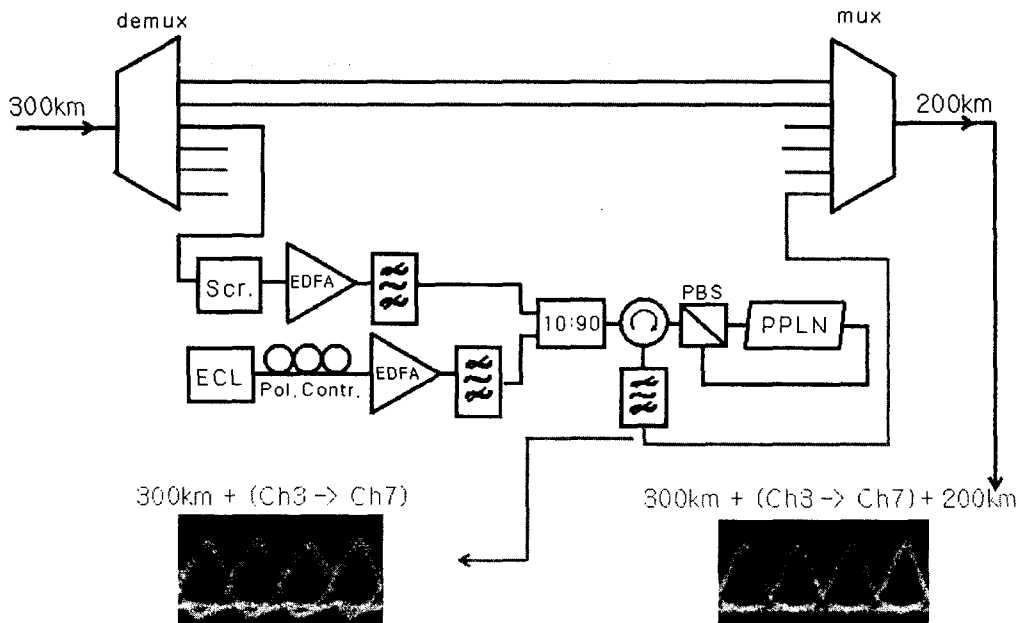 demux
mux
300km
200km
Scr.
EDFA
10:90
PBS
PPLN
ECL
Pol. Contr.
EDFA
300km + (Ch3 -> Ch7)
300km + (Ch3 -> Ch7) + 200km